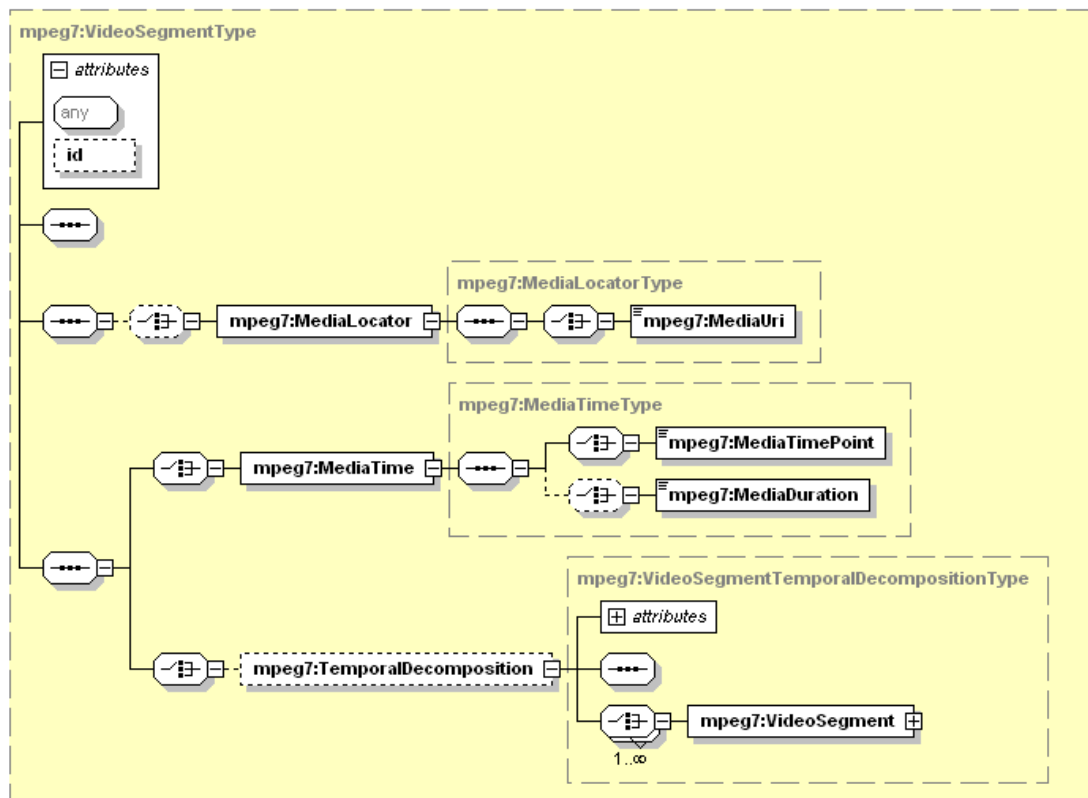 mpeg7:VideoSegmentType
attributes
any
id
mpeg7:MediaLocatorType
mpeg7:MediaLocator
mpeg7:MediaUri
mpeg7:MediaTimeType
mpeg7:MediaTimePoint
mpeg7:MediaTime
mpeg7:MediaDuration
mpeg7:VideoSegmentTemporalDecompositionType
attributes
mpeg7:TemporalDecomposition
mpeg7:VideoSegment
1..∞